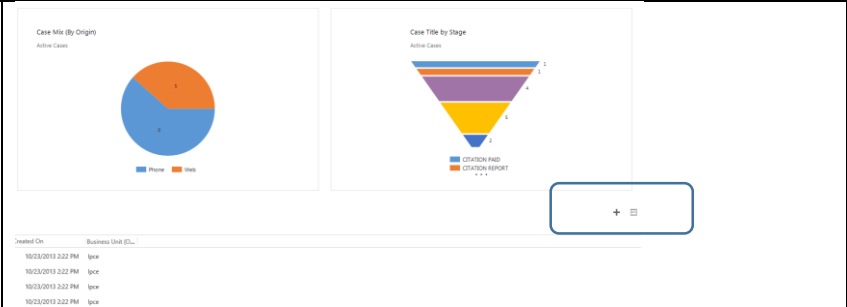 Case Mix (By Origin)
Active Cases
5
8
Phone Web
Case Title by Stage
Active Cases
1
1
4
5
2
CITATION PAID
CITATION REPORT
Created On Business Unit (O...
10/23/2013 2:22 PM lpce
10/23/2013 2:22 PM lpce
10/23/2013 2:22 PM lpce
10/23/2013 2:22 PM lpce